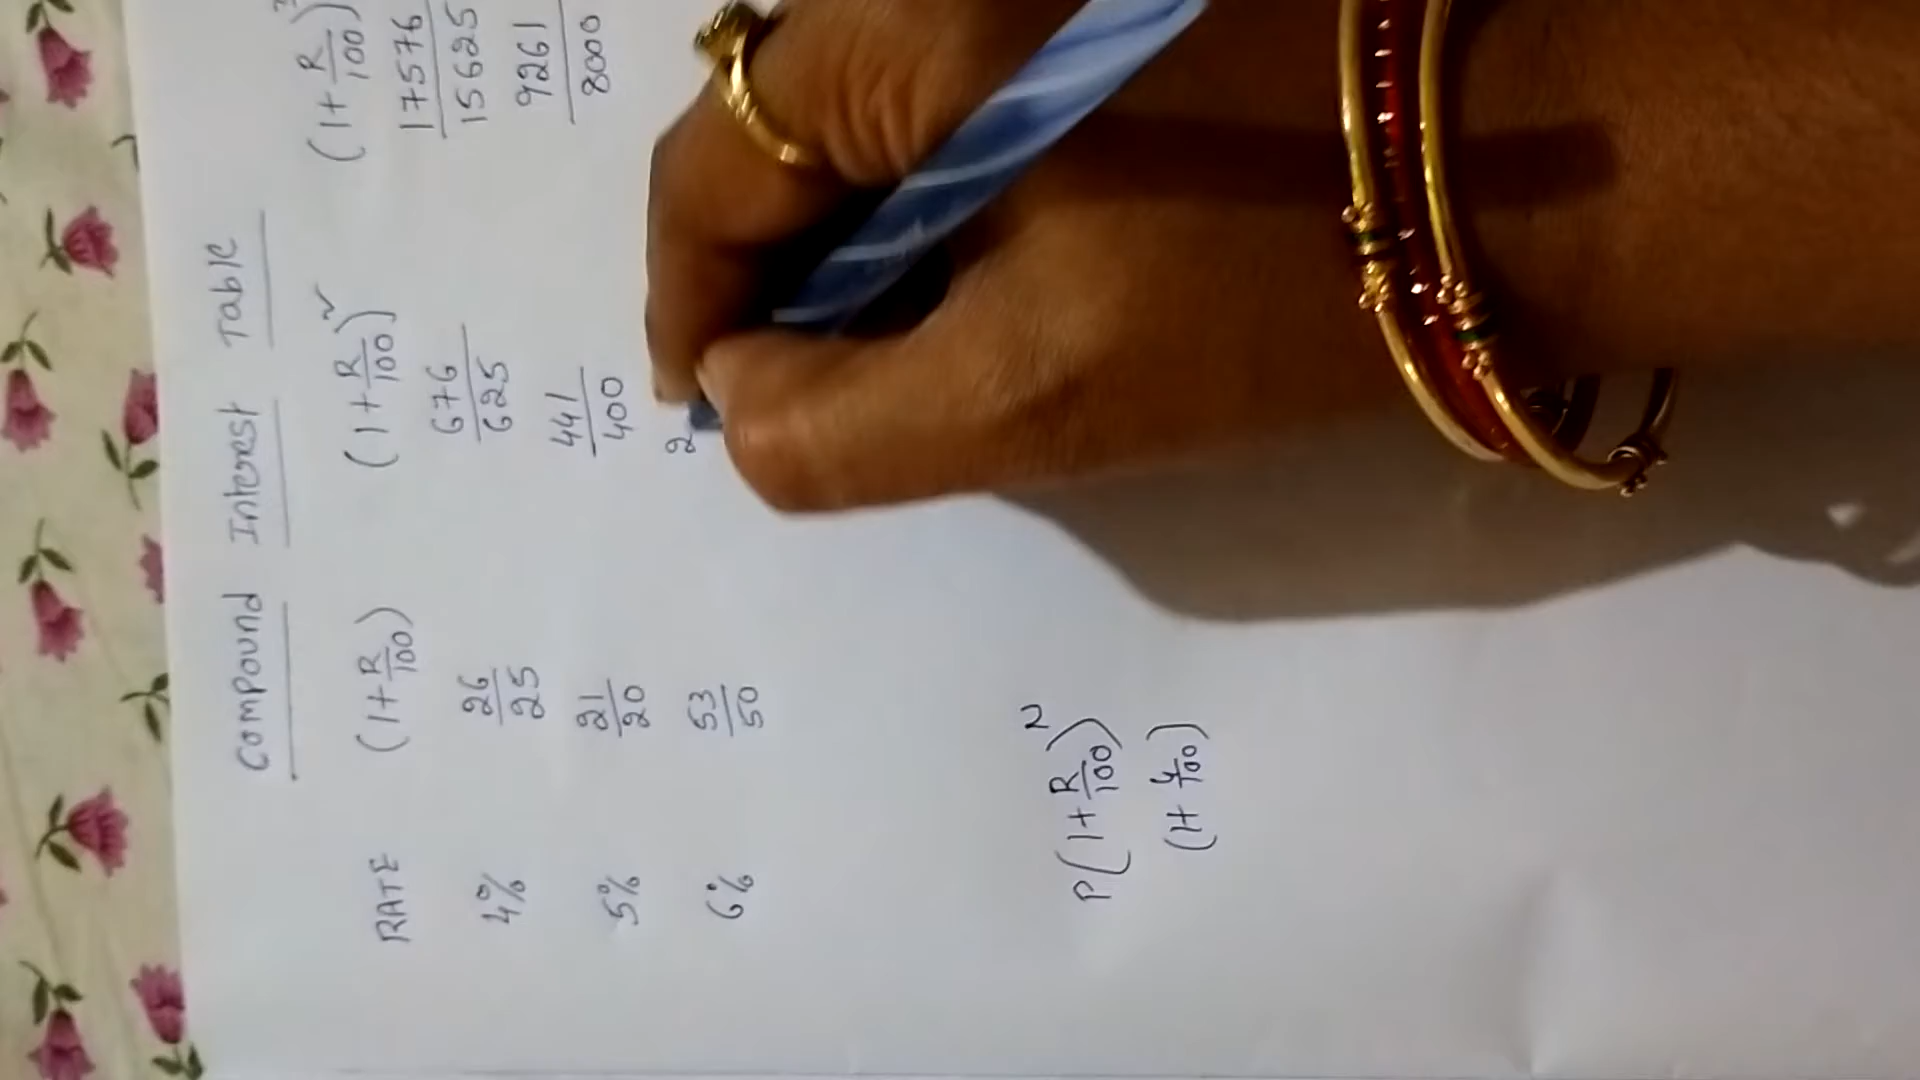 Compound Interest Table
RATE (1+R/100) (1+R/100)² (1+R/100)
4% 26/25 676/625 17576/15625
5% 21/20 441/400 9261/8000
6% 53/50 2
P(1+R/100)²
(1+4/100)